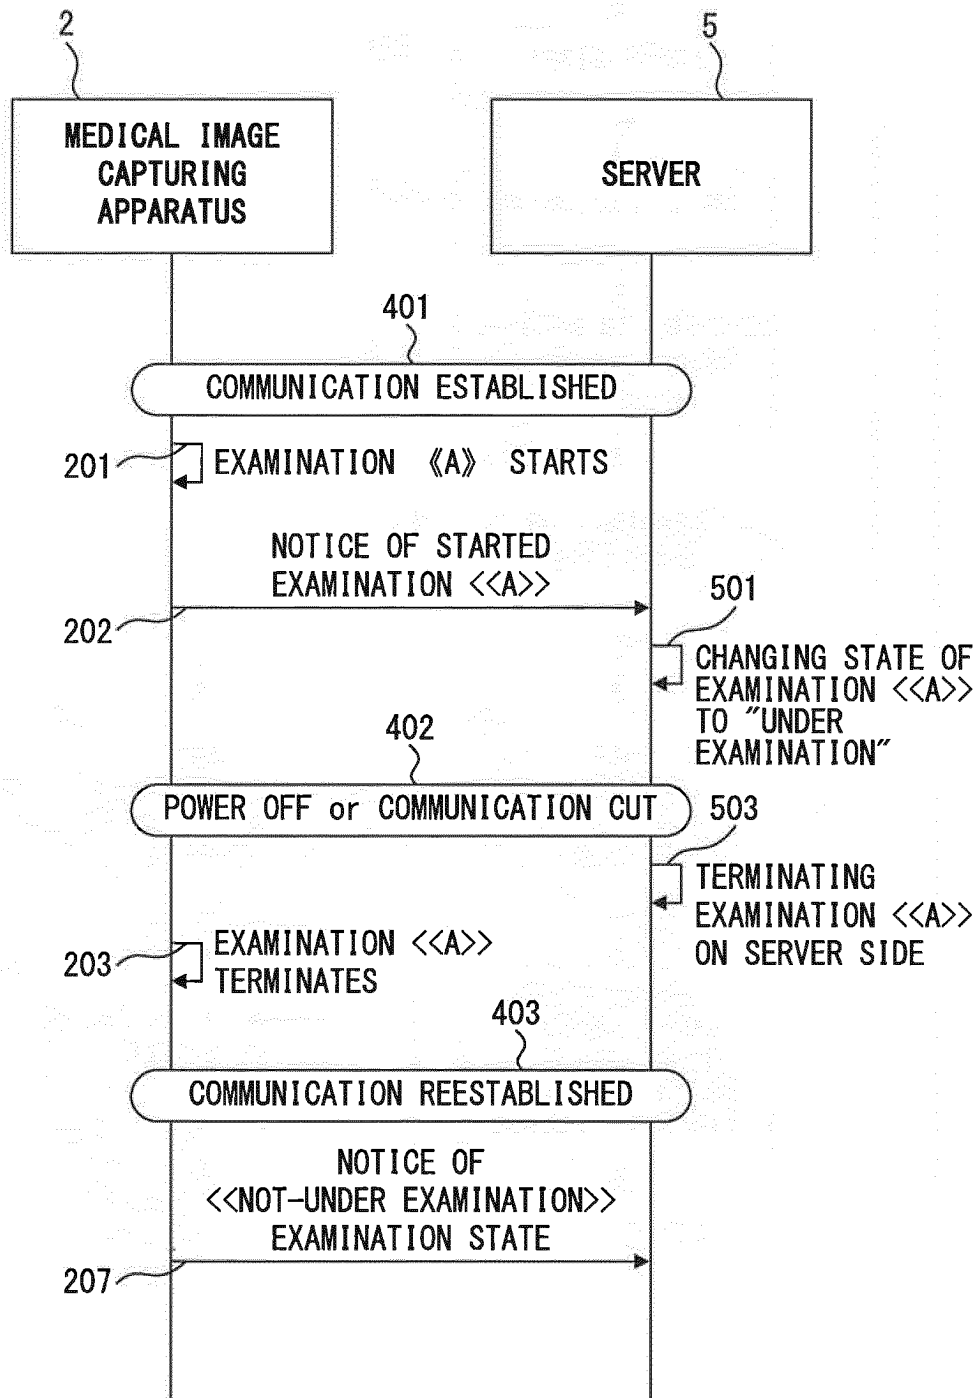 2
5
MEDICAL IMAGE
CAPTURING
APPARATUS
SERVER
401
COMMUNICATION ESTABLISHED
201
EXAMINATION 《A》 STARTS
NOTICE OF STARTED
EXAMINATION <<A>>
202
501
CHANGING STATE OF
EXAMINATION <<A>>
TO "UNDER
EXAMINATION"
402
POWER OFF or COMMUNICATION CUT
503
TERMINATING
EXAMINATION <<A>>
ON SERVER SIDE
203
EXAMINATION <<A>>
TERMINATES
403
COMMUNICATION REESTABLISHED
NOTICE OF
<<NOT-UNDER EXAMINATION>>
EXAMINATION STATE
207